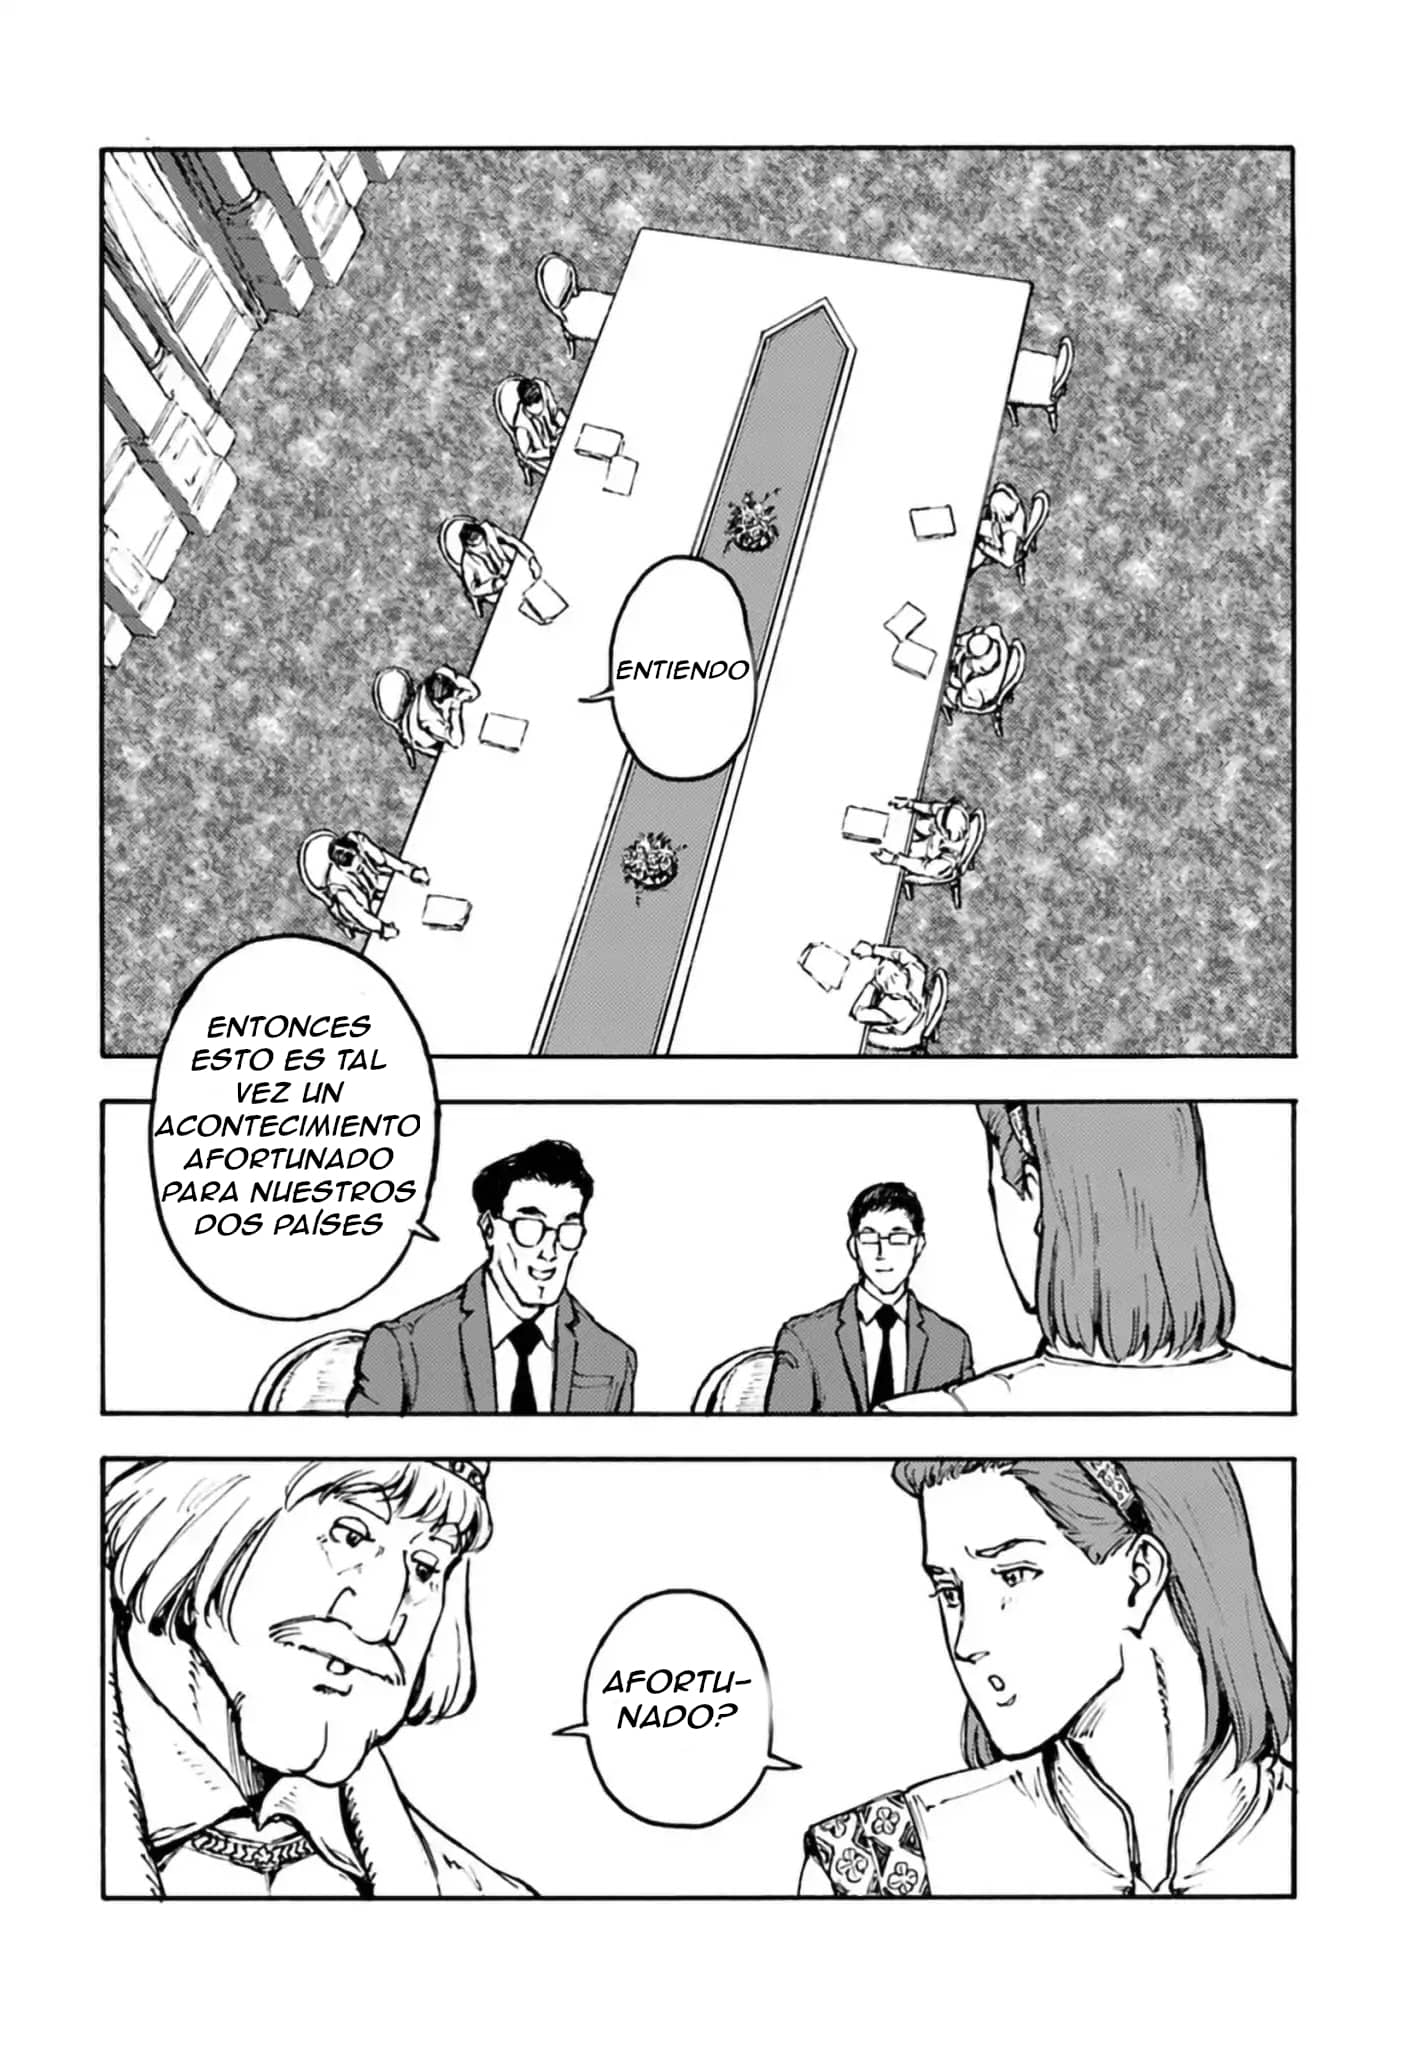 ENTIENDO
ENTONCES
ESTO ES TAL
VEZ UN
ACONTECIMIENTO
AFORTUNADO
PARA NUESTROS
DOS PAÍSES
AFORTU-
NADO?